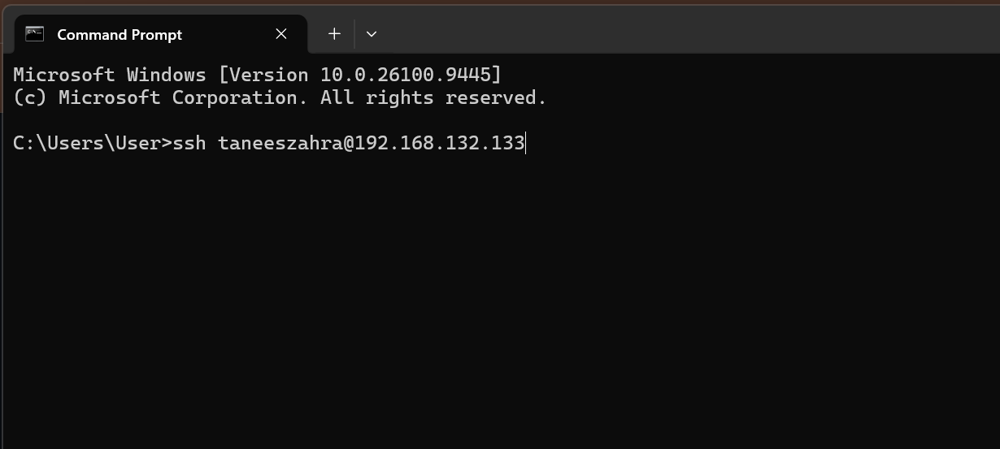 Command Prompt
Microsoft Windows [Version 10.0.26100.9445]
(c) Microsoft Corporation. All rights reserved.
C:\Users\User>ssh taneeszahra@192.168.132.133